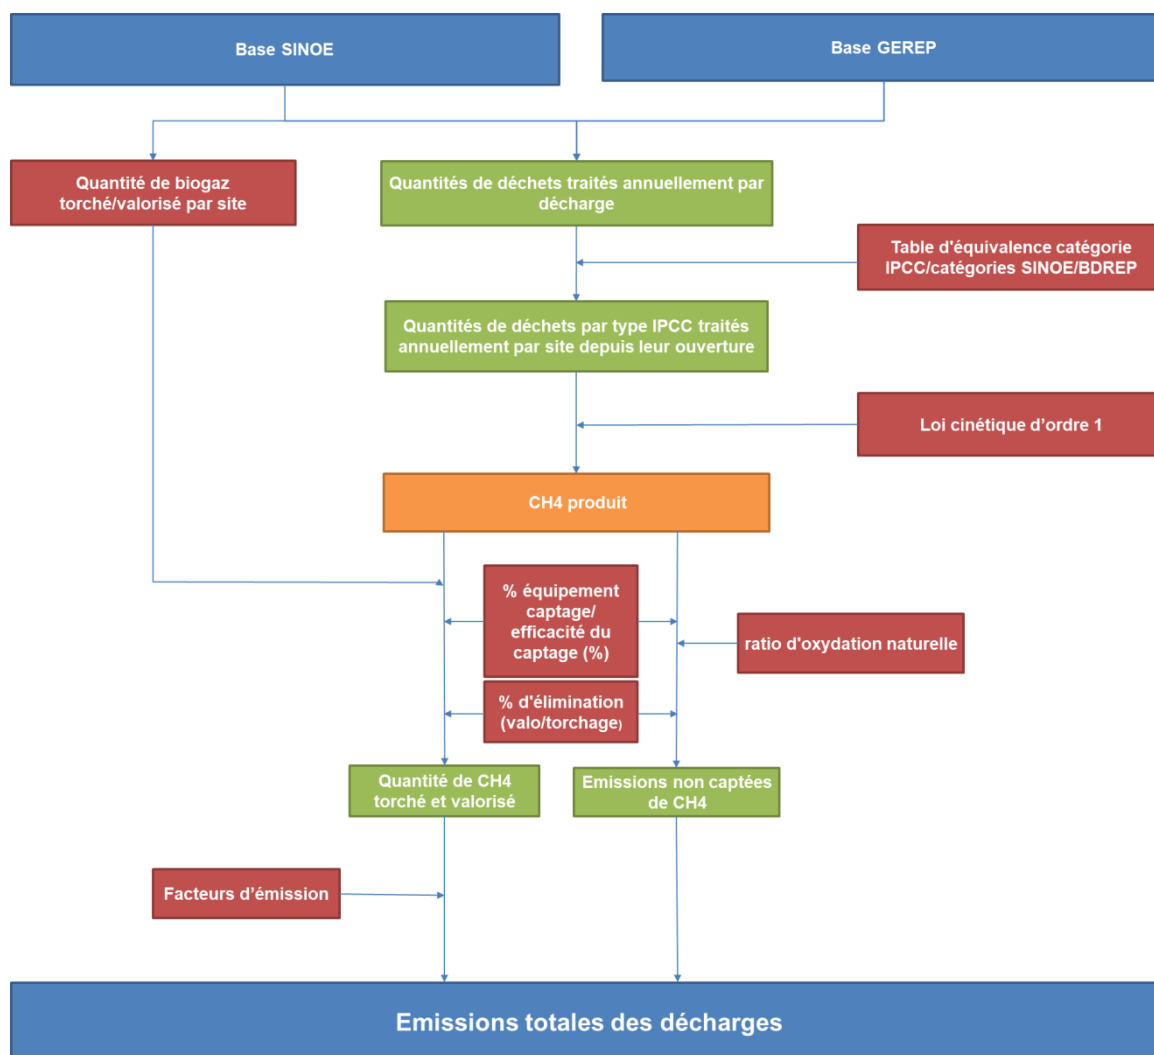 Base SINOE
Base GEREP
Quantité de biogaz
torché/valorisé par site
Quantités de déchets traités annuellement par
décharge
Table d'équivalence catégorie
IPCC/catégories SINOE/BDREP
Quantités de déchets par type IPCC traités
annuellement par site depuis leur ouverture
Loi cinétique d’ordre 1
CH4 produit
% équipement
captage/
efficacité du
captage (%)
ratio d'oxydation naturelle
% d'élimination
(valo/torchage)
Quantité de CH4
torché et valorisé
Emissions non captées
de CH4
Facteurs d’émission
Emissions totales des décharges